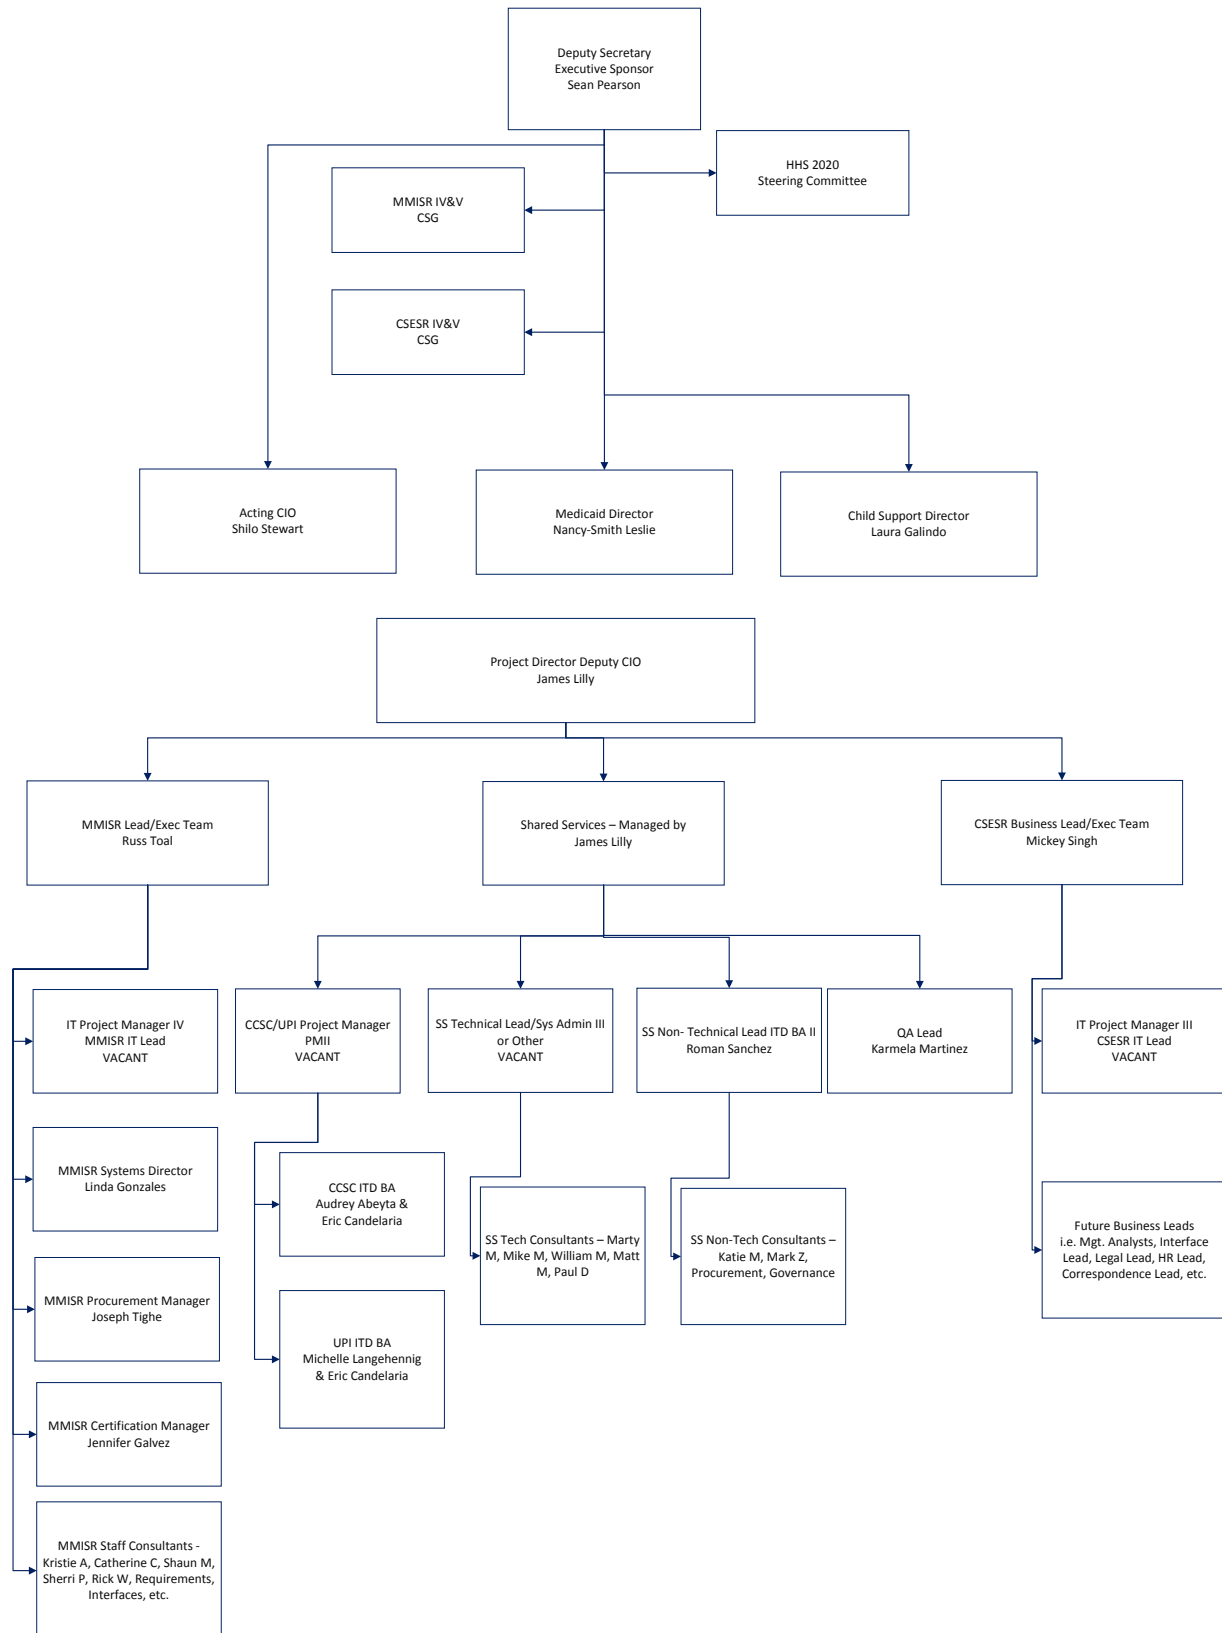 Deputy Secretary
Executive Sponsor
Sean Pearson
HHS 2020
Steering Committee
MMISR IV&V
CSG
CSESR IV&V
CSG
Acting CIO
Shilo Stewart
Medicaid Director
Nancy-Smith Leslie
Child Support Director
Laura Galindo
Project Director Deputy CIO
James Lilly
MMISR Lead/Exec Team
Russ Toal
Shared Services – Managed by
James Lilly
CSESR Business Lead/Exec Team
Mickey Singh
IT Project Manager IV
MMISR IT Lead
VACANT
CCSC/UPI Project Manager
PMII
VACANT
SS Technical Lead/Sys Admin III
or Other
VACANT
SS Non- Technical Lead ITD BA II
Roman Sanchez
QA Lead
Karmela Martinez
IT Project Manager III
CSESR IT Lead
VACANT
MMISR Systems Director
Linda Gonzales
CCSC ITD BA
Audrey Abeyta &
Eric Candelaria
SS Tech Consultants – Marty
M, Mike M, William M, Matt
M, Paul D
SS Non-Tech Consultants –
Katie M, Mark Z,
Procurement, Governance
Future Business Leads
i.e. Mgt. Analysts, Interface
Lead, Legal Lead, HR Lead,
Correspondence Lead, etc.
MMISR Procurement Manager
Joseph Tighe
UPI ITD BA
Michelle Langehennig
& Eric Candelaria
MMISR Certification Manager
Jennifer Galvez
MMISR Staff Consultants -
Kristie A, Catherine C, Shaun M,
Sherri P, Rick W, Requirements,
Interfaces, etc.